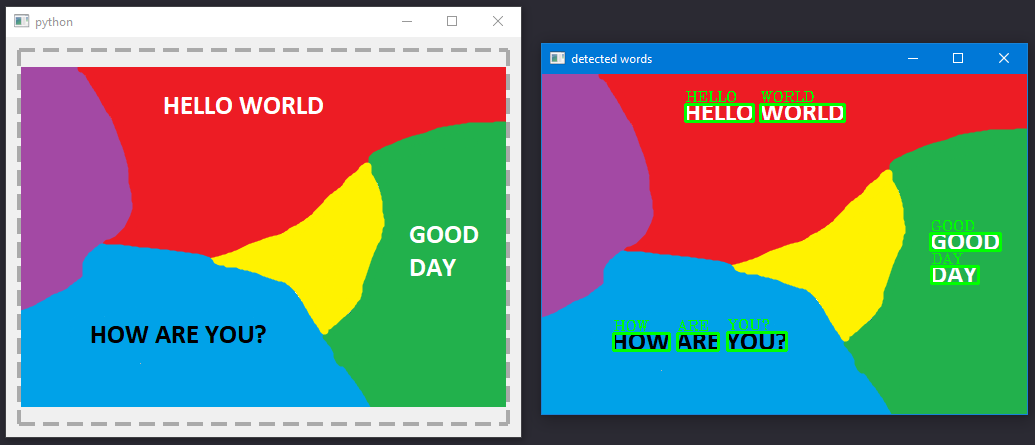 python
HELLO WORLD
GOOD
DAY
HOW ARE YOU?
detected words
HELLO WORLD
HELLO WORLD
GOOD
GOOD
DAY
DAY
HOW ARE YOU?
HOW ARE YOU?